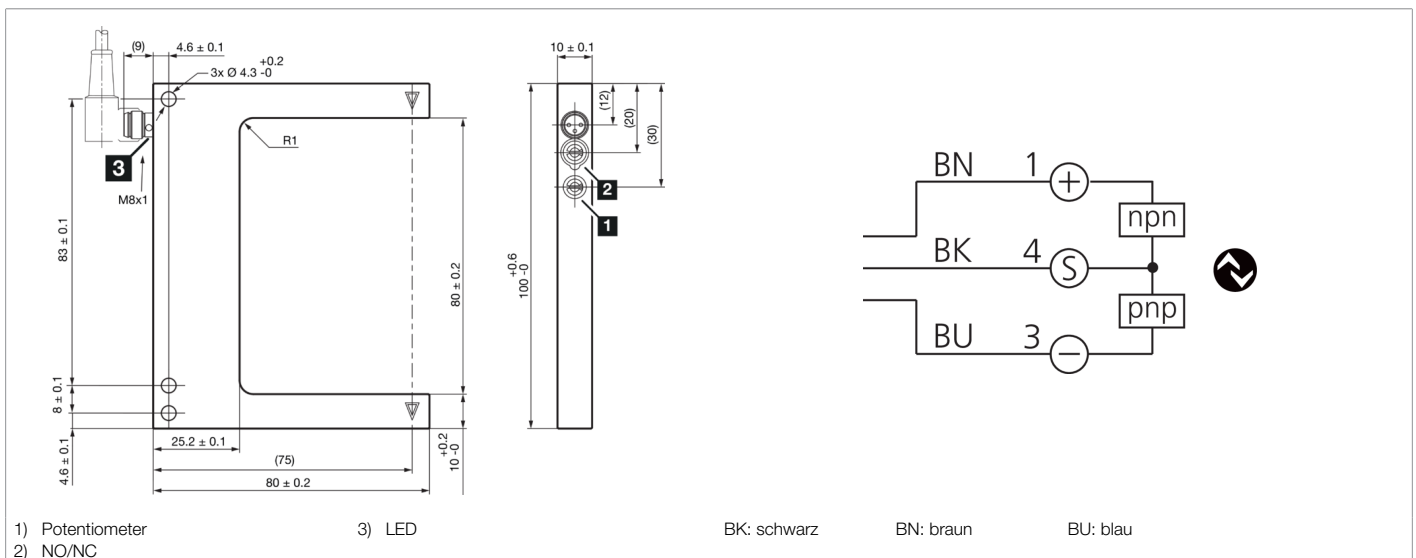 (9)
4.6 ± 0.1
3x Ø 4.3 +0.2 -0
R1
3
M8x1
83 ± 0.1
8 ± 0.1
4.6 ± 0.1
25.2 ± 0.1
(75)
80 ± 0.2
80 ± 0.2
+0.2
10 -0
10 ± 0.1
(12)
(20)
(30)
2
1
+0.6
100 -0
BN 1 +
npn
BK 4 S
pnp
BU 3 −
1) Potentiometer 3) LED BK: schwarz BN: braun BU: blau
2) NO/NC